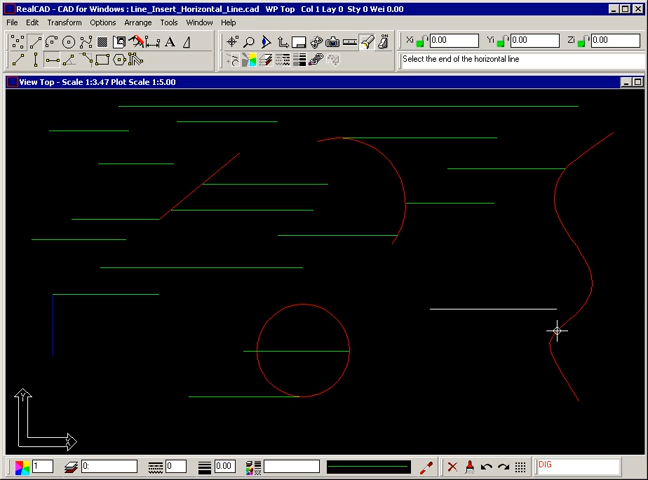 RealCAD - CAD for Windows : Line_Insert_Horizontal_Line.cad WP Top Col 1 Lay 0 Sty 0 Wei 0.00
File Edit Transform Options Arrange Tools Window Help
Xi 0.00 Yi 0.00 Zi 0.00
A
Select the end of the horizontal line
View Top - Scale 1:3.47 Plot Scale 1:5.00
Y
X
1 0: 0 0.00 DIG